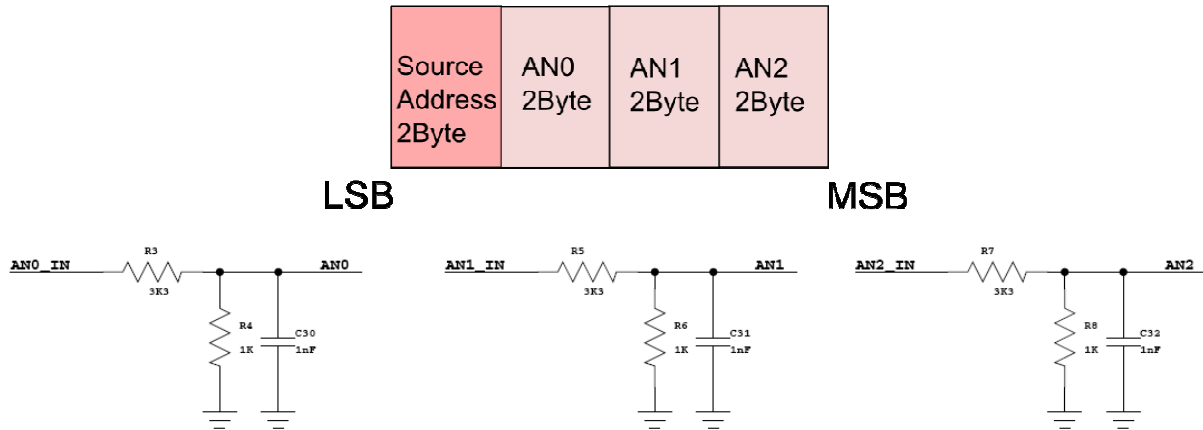 Source
Address
2Byte
AN0
2Byte
AN1
2Byte
AN2
2Byte
LSB
MSB
AN0_IN
R3
3K3
AN0
R4
1K
C30
1nF
AN1_IN
R5
3K3
AN1
R6
1K
C31
1nF
AN2_IN
R7
3K3
AN2
R8
1K
C32
1nF